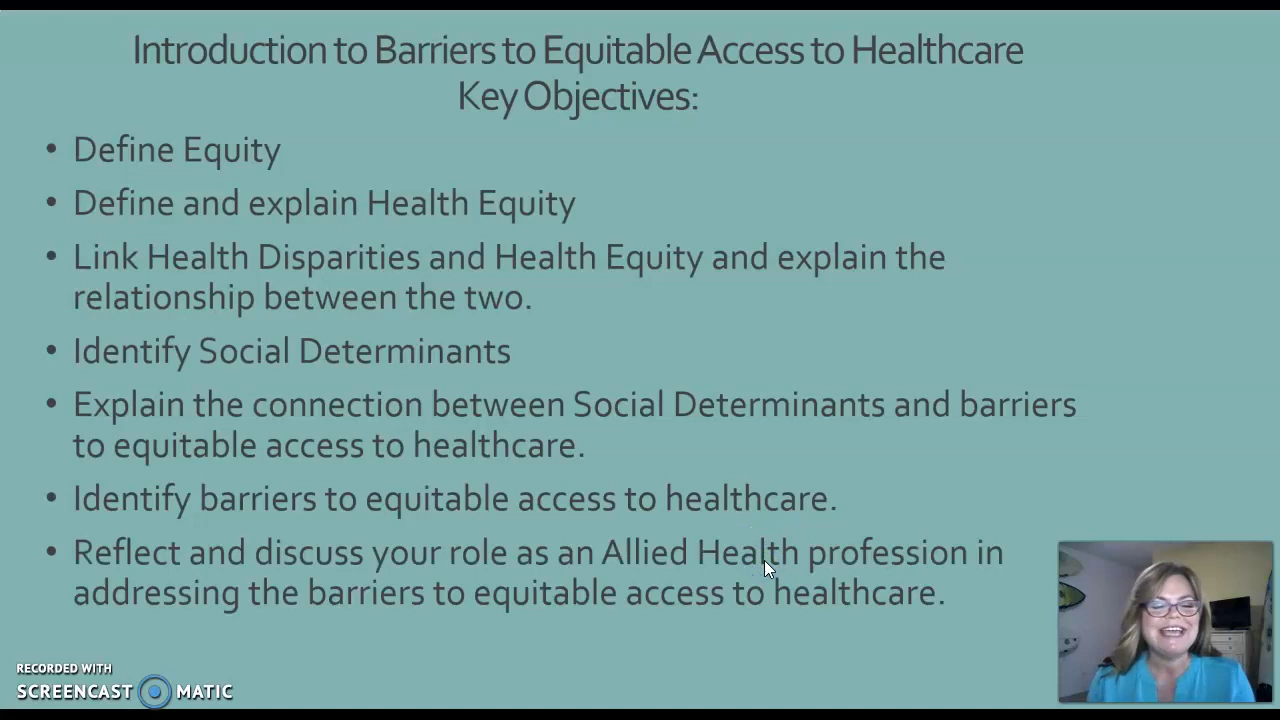 Introduction to Barriers to Equitable Access to Healthcare
Key Objectives:
• Define Equity
• Define and explain Health Equity
• Link Health Disparities and Health Equity and explain the
relationship between the two.
• Identify Social Determinants
• Explain the connection between Social Determinants and barriers
to equitable access to healthcare.
• Identify barriers to equitable access to healthcare.
• Reflect and discuss your role as an Allied Health profession in
addressing the barriers to equitable access to healthcare.
RECORDED WITH
SCREENCAST MATIC